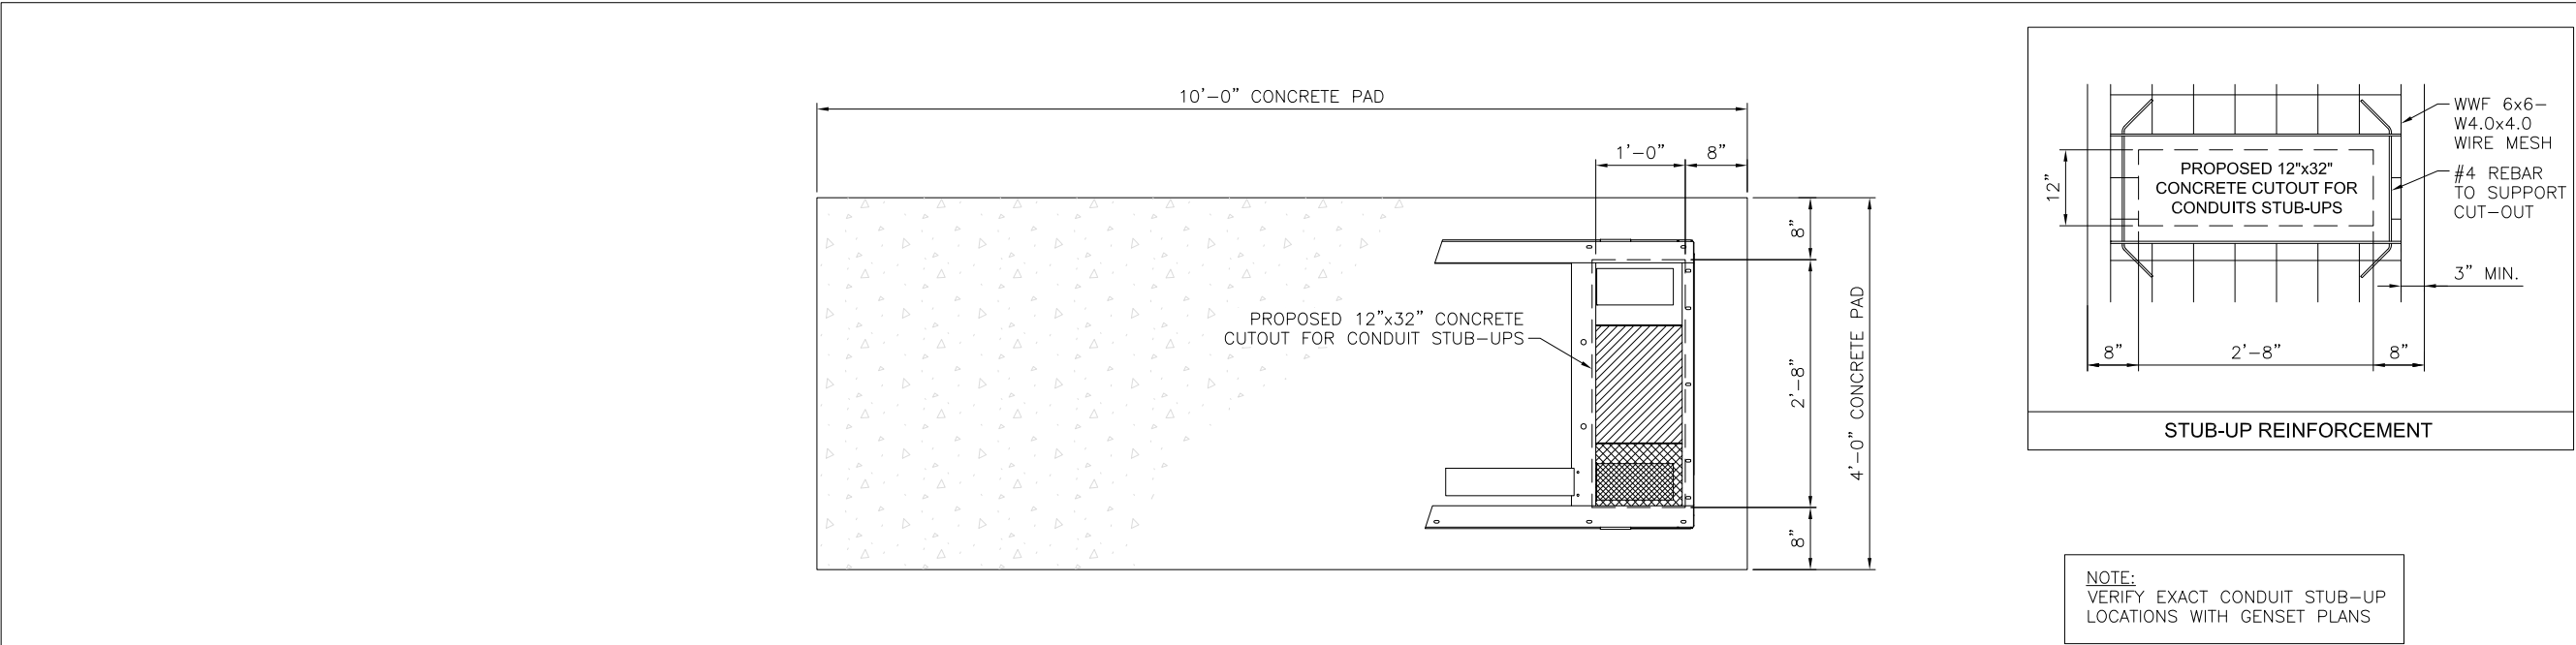 10'-0" CONCRETE PAD
1'-0"
8"
8"
2'-8"
8"
4'-0" CONCRETE PAD
PROPOSED 12"x32" CONCRETE
CUTOUT FOR CONDUIT STUB-UPS
WWF 6x6-
W4.0x4.0
WIRE MESH
#4 REBAR
TO SUPPORT
CUT-OUT
3" MIN.
12"
PROPOSED 12"x32"
CONCRETE CUTOUT FOR
CONDUITS STUB-UPS
8"
2'-8"
8"
STUB-UP REINFORCEMENT
NOTE:
VERIFY EXACT CONDUIT STUB-UP
LOCATIONS WITH GENSET PLANS